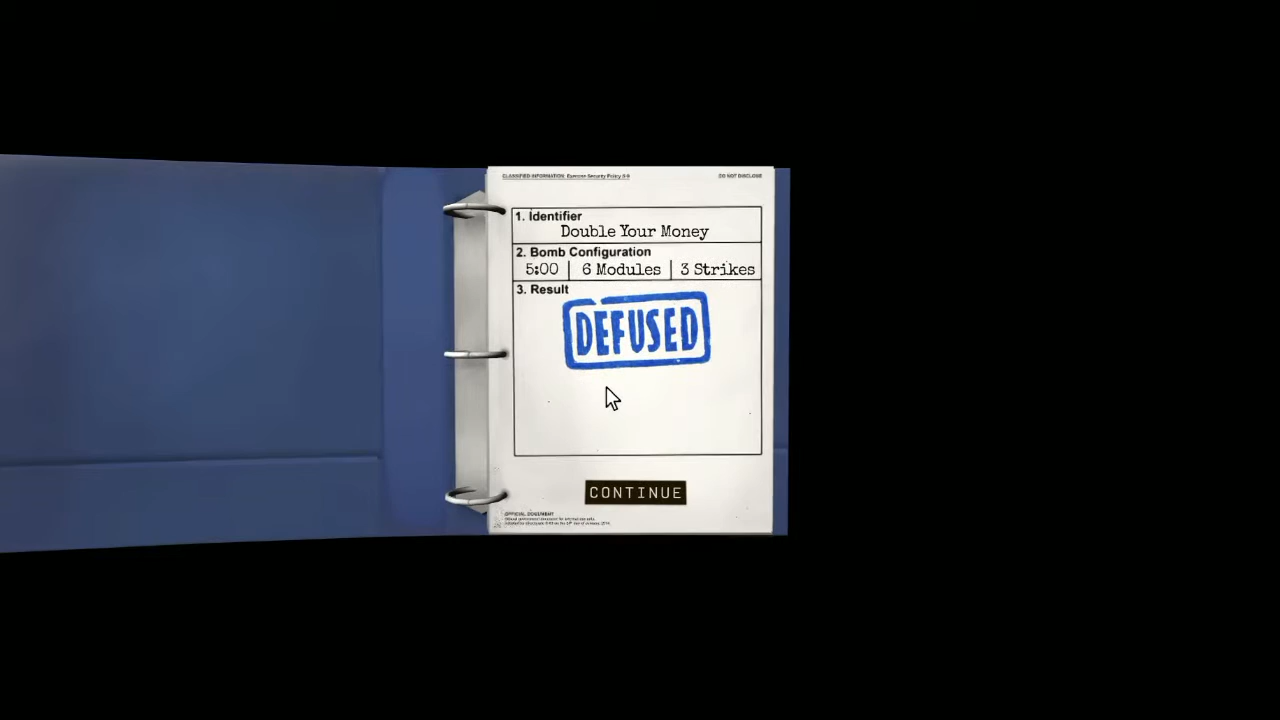 CLASSIFIED INFORMATION
DO NOT DISCLOSE
1. Identifier
Double Your Money
2. Bomb Configuration
5:00 6 Modules 3 Strikes
3. Result
DEFUSED
CONTINUE
OFFICIAL DOCUMENT